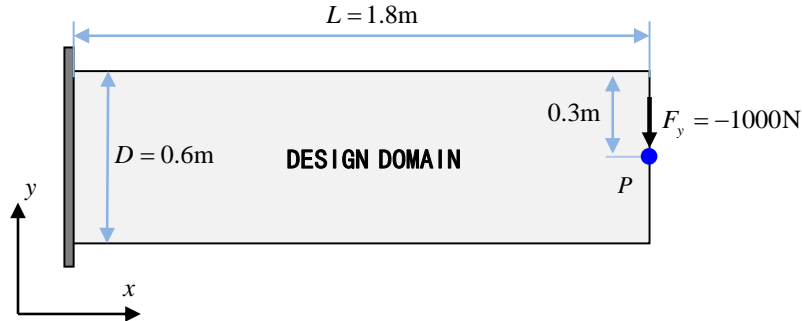 L = 1.8m
0.3m
F_y = −1000N
D = 0.6m
DESIGN DOMAIN
P
y
x